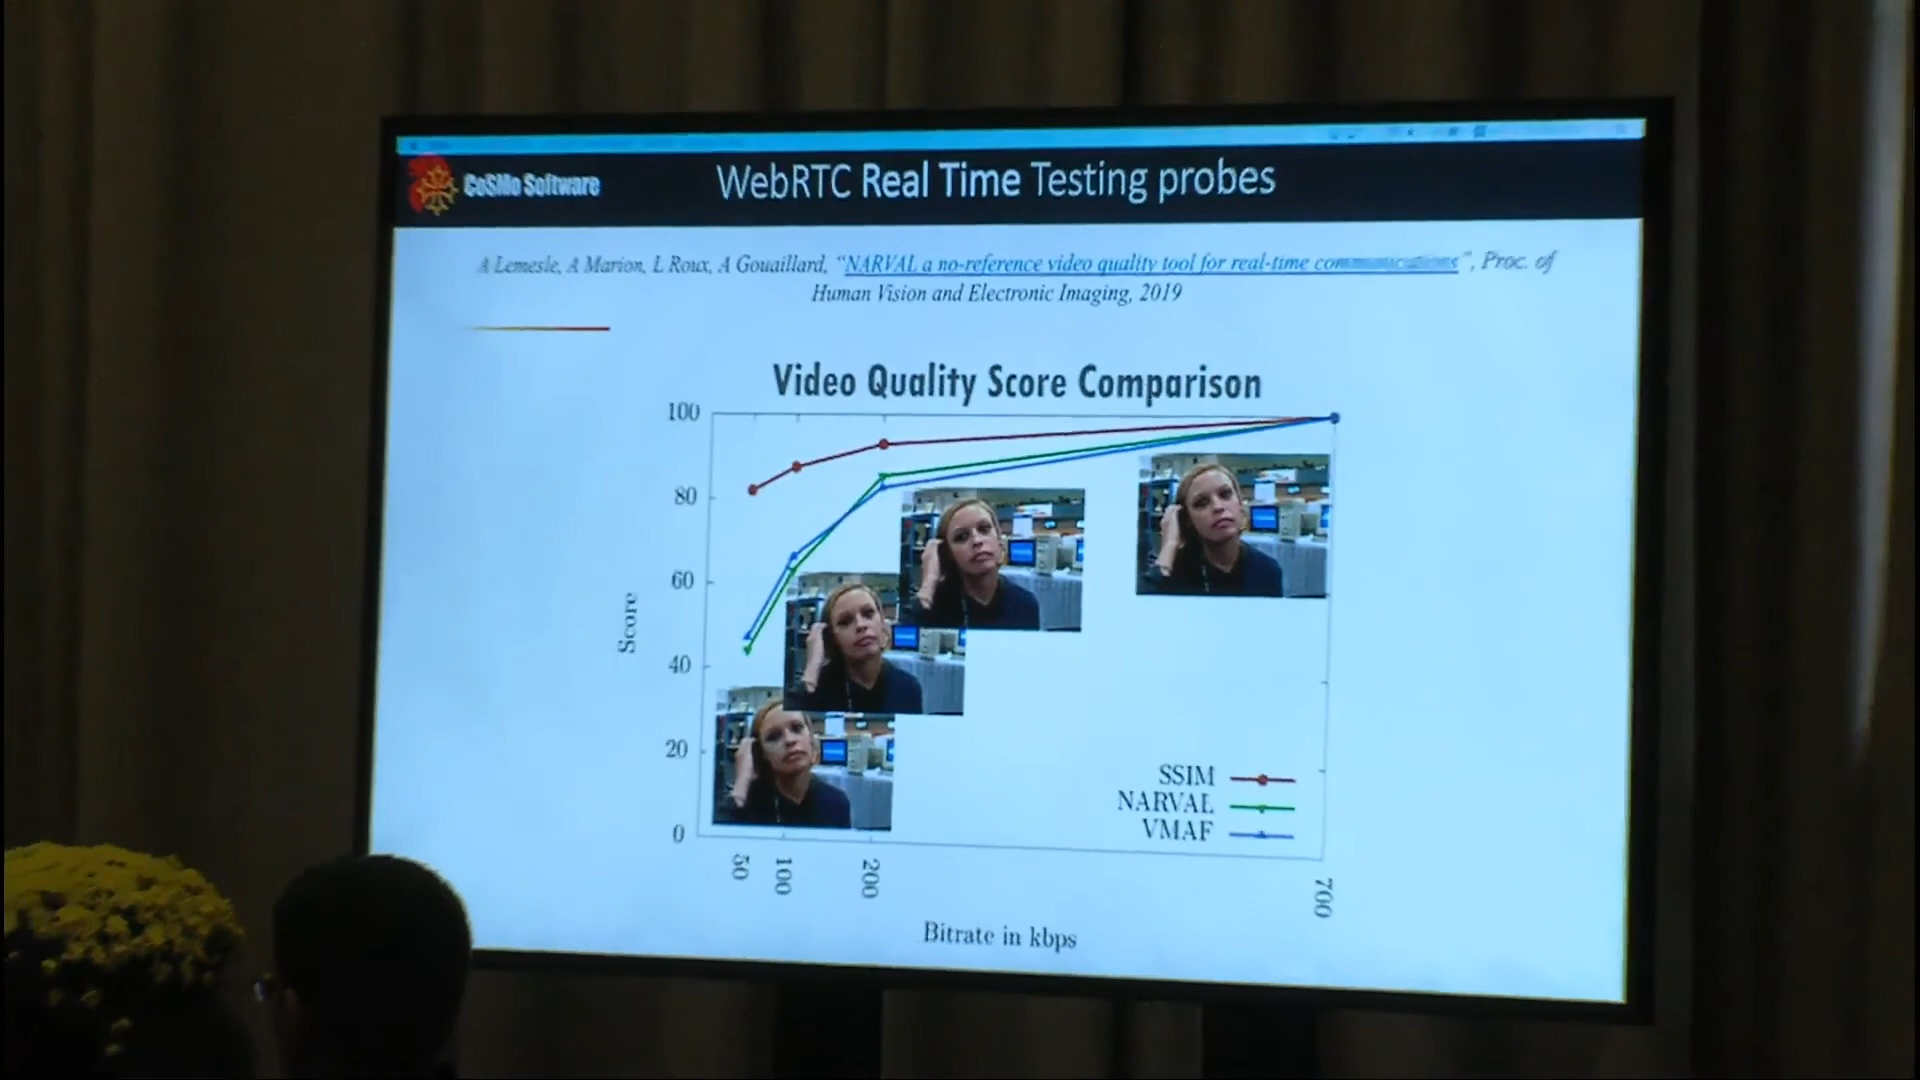 CoSMo Software
WebRTC Real Time Testing probes
A Lemesle, A Marion, L Roux, A Gouaillard, “NARVAL a no-reference video quality tool for real-time communications”, Proc. of
Human Vision and Electronic Imaging, 2019
Video Quality Score Comparison
100
80
60
40
20
0
Score
SSIM
NARVAL
VMAF
50
100
200
700
Bitrate in kbps